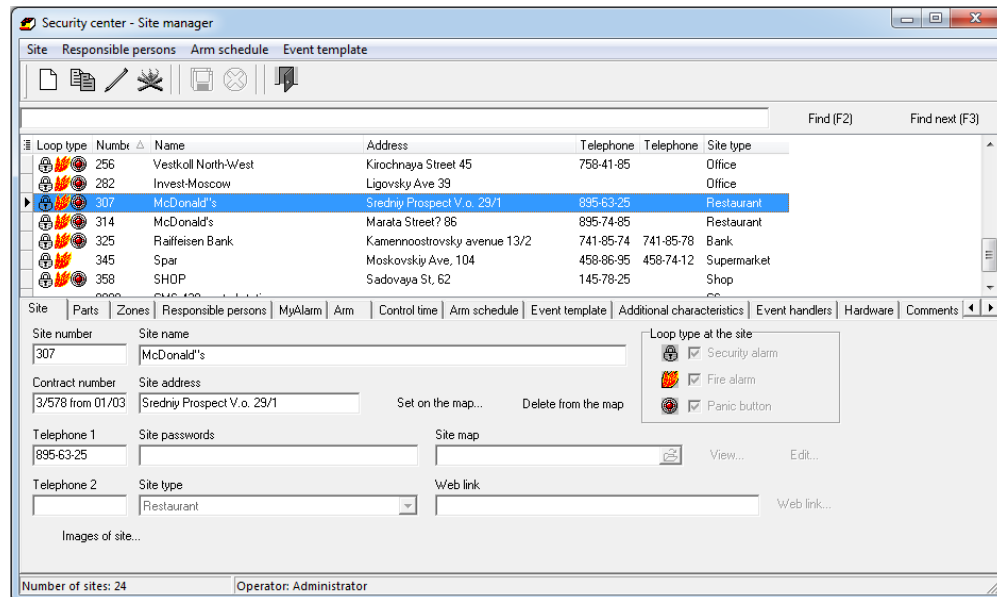 Security center - Site manager
Site Responsible persons Arm schedule Event template
Find (F2) Find next (F3)
Loop type Numbe Name Address Telephone Telephone Site type
256 Vestkoll North-West Kirochnaya Street 45 758-41-85 Office
282 Invest-Moscow Ligovsky Ave 39 Office
307 McDonald''s Sredniy Prospect V.o. 29/1 895-63-25 Restaurant
314 McDonald's Marata Street? 86 895-74-85 Restaurant
325 Raiffeisen Bank Kamennoostrovsky avenue 13/2 741-85-74 741-85-78 Bank
345 Spar Moskovskiy Ave, 104 458-86-95 458-74-12 Supermarket
358 SHOP Sadovaya St, 62 145-78-25 Shop
Site Parts Zones Responsible persons MyAlarm Arm Control time Arm schedule Event template Additional characteristics Event handlers Hardware Comments
Site number Site name Loop type at the site
307 McDonald''s Security alarm
Contract number Site address Fire alarm
3/578 from 01/03 Sredniy Prospect V.o. 29/1 Set on the map... Delete from the map Panic button
Telephone 1 Site passwords Site map
895-63-25 View... Edit...
Telephone 2 Site type Web link
Restaurant Web link...
Images of site...
Number of sites: 24 Operator: Administrator